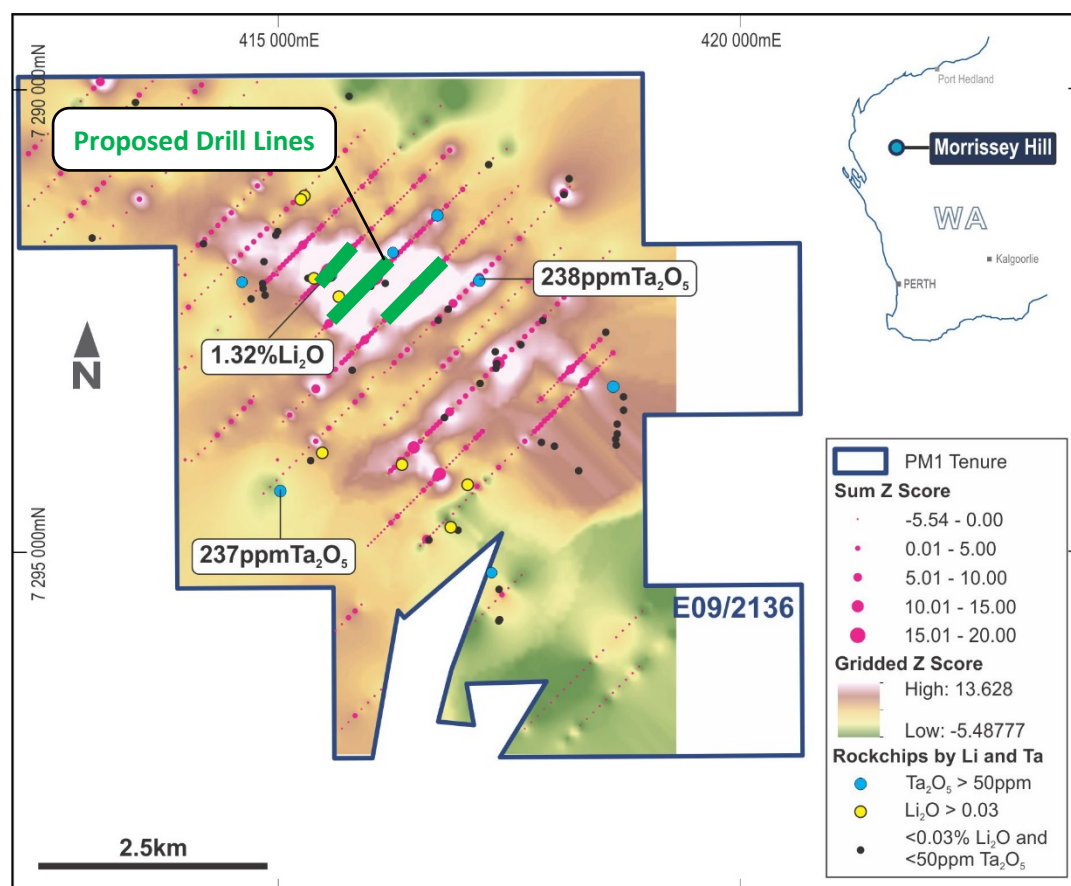 415 000mE
420 000mE
7 290 000mN
7 295 000mN
Proposed Drill Lines
238ppmTa₂O₅
1.32%Li₂O
237ppmTa₂O₅
N
E09/2136
2.5km
Port Hedland
Morrissey Hill
WA
Kalgoorlie
PERTH
PM1 Tenure
Sum Z Score
-5.54 - 0.00
0.01 - 5.00
5.01 - 10.00
10.01 - 15.00
15.01 - 20.00
Gridded Z Score
High: 13.628
Low: -5.48777
Rockchips by Li and Ta
Ta₂O₅ > 50ppm
Li₂O > 0.03
<0.03% Li₂O and
<50ppm Ta₂O₅